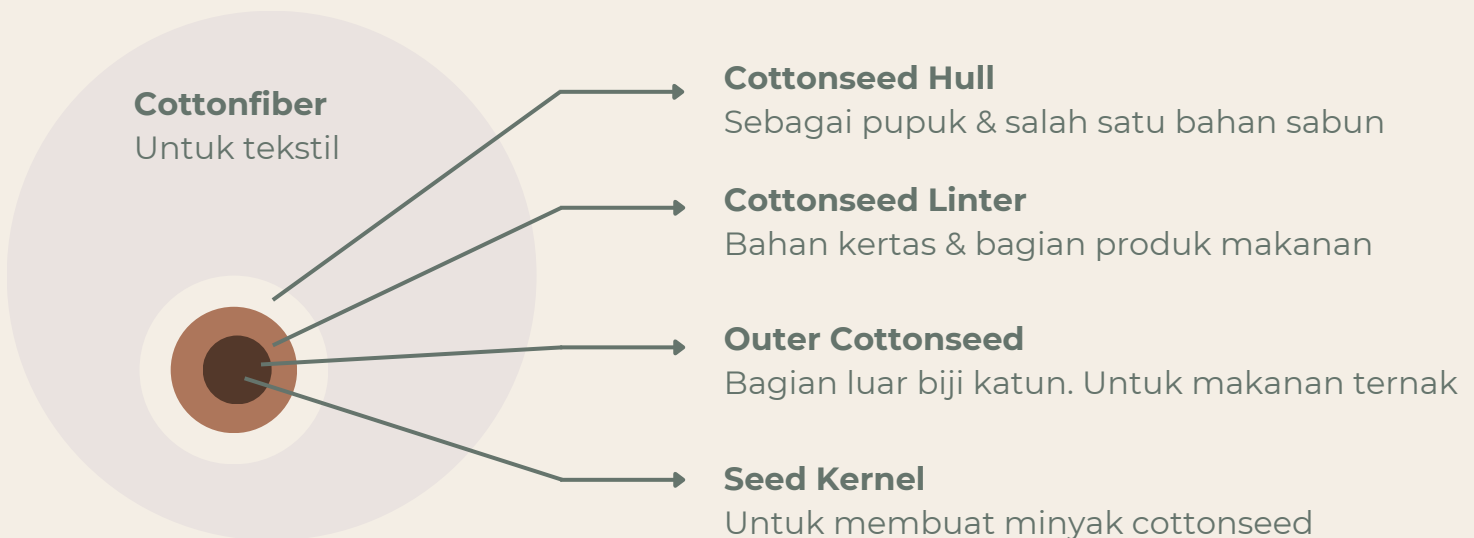 Cottonfiber
Untuk tekstil
Cottonseed Hull
Sebagai pupuk & salah satu bahan sabun
Cottonseed Linter
Bahan kertas & bagian produk makanan
Outer Cottonseed
Bagian luar biji katun. Untuk makanan ternak
Seed Kernel
Untuk membuat minyak cottonseed